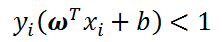 yᵢ(𝝎ᵀxᵢ + b) < 1